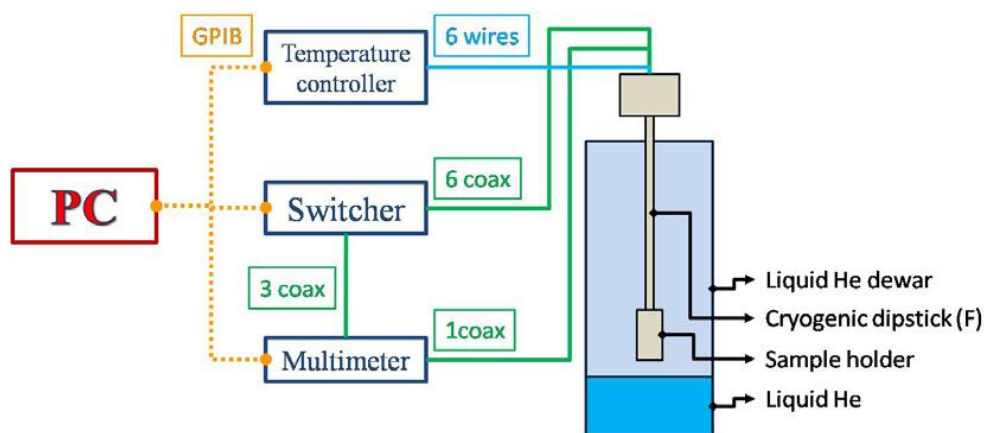 GPIB
Temperature
controller
6 wires
PC
Switcher
6 coax
3 coax
Multimeter
1coax
Liquid He dewar
Cryogenic dipstick (F)
Sample holder
Liquid He